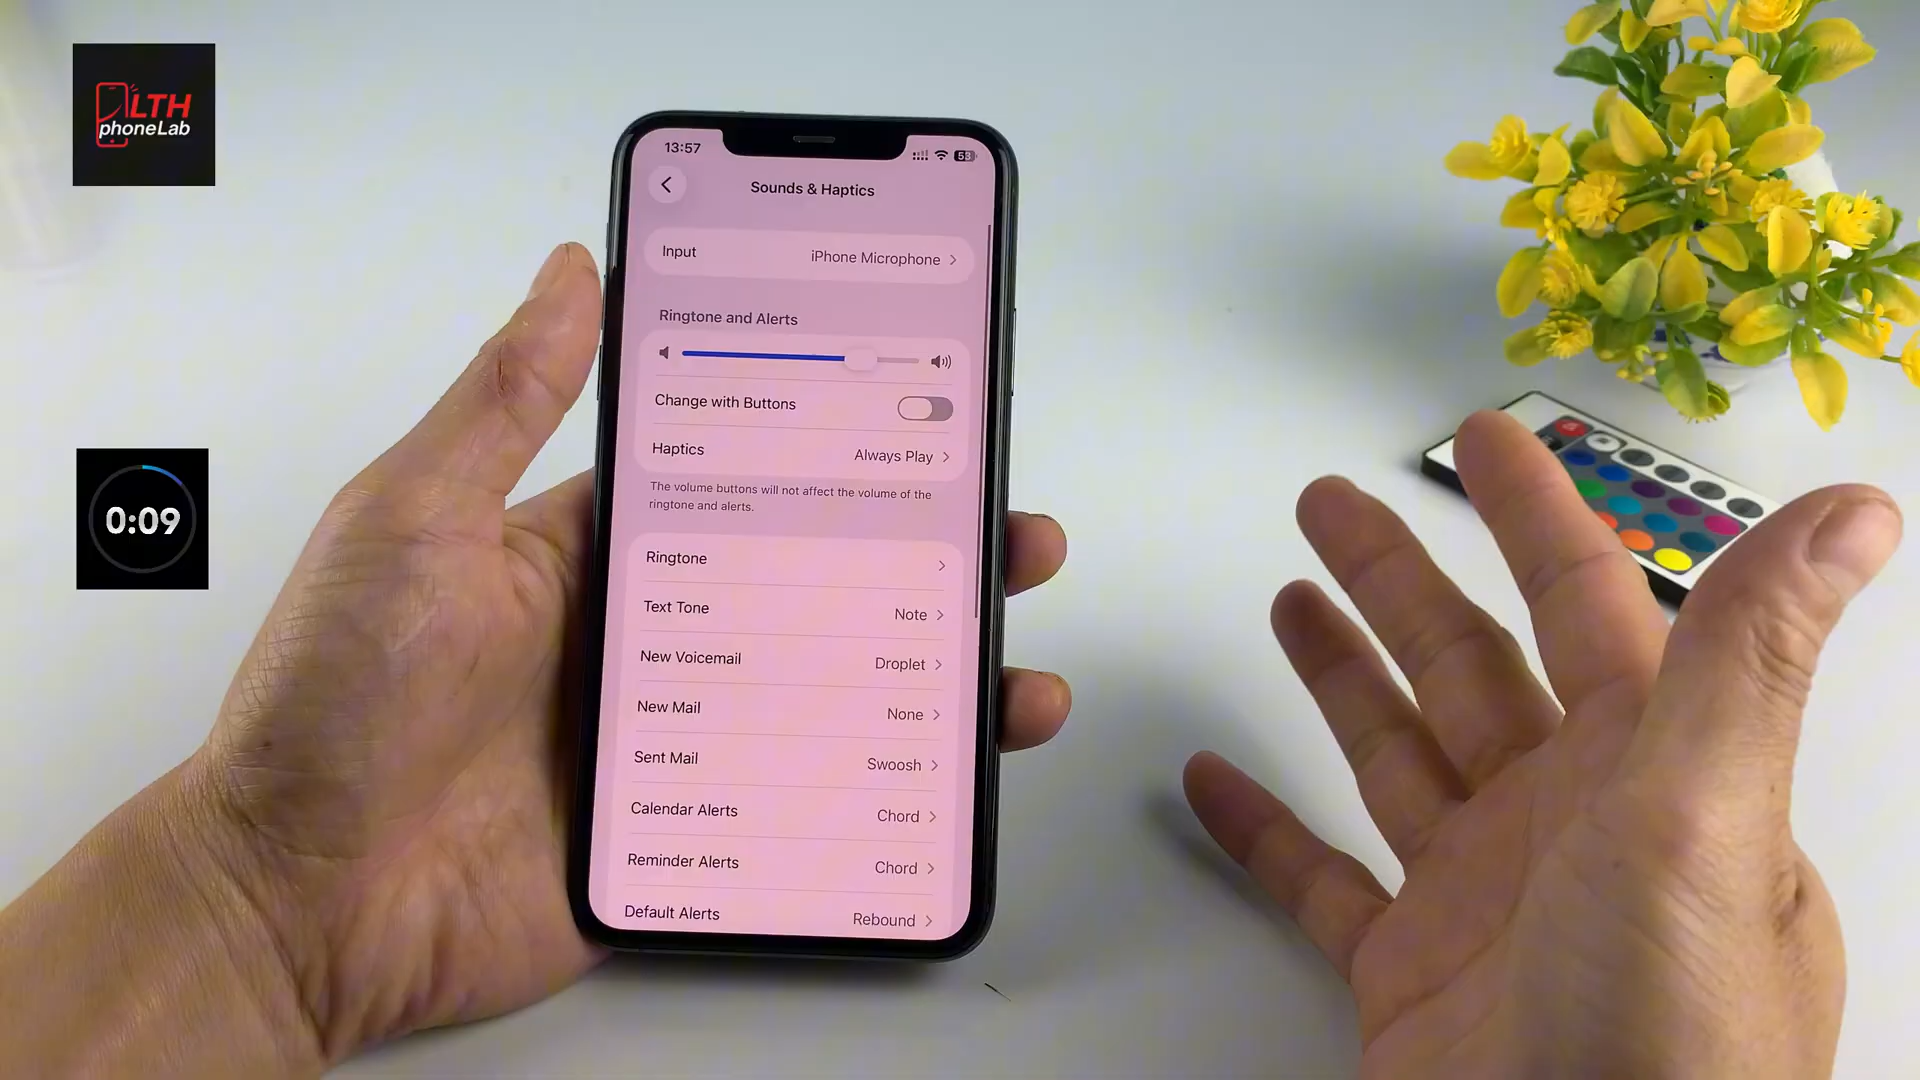 LTH
phoneLab
0:09
13:57
53
Sounds & Haptics
Input iPhone Microphone
Ringtone and Alerts
Change with Buttons
Haptics Always Play
The volume buttons will not affect the volume of the
ringtone and alerts.
Ringtone
Text Tone Note
New Voicemail Droplet
New Mail None
Sent Mail Swoosh
Calendar Alerts Chord
Reminder Alerts Chord
Default Alerts Rebound